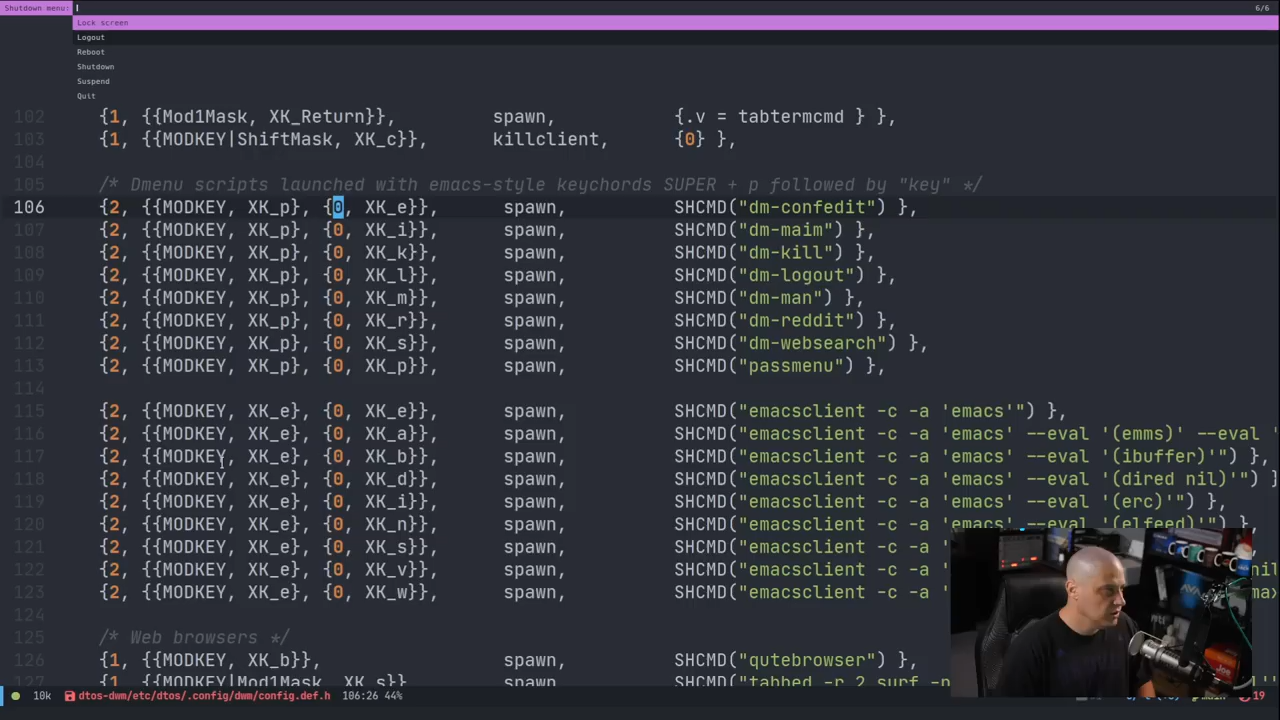 Shutdown menu: 6/6
Lock screen
Logout
Reboot
Shutdown
Suspend
Quit
102 {1, {{Mod1Mask, XK_Return}}, spawn, {.v = tabtermcmd } },
103 {1, {{MODKEY|ShiftMask, XK_c}}, killclient, {0} },
104
105 /* Dmenu scripts launched with emacs-style keychords SUPER + p followed by "key" */
106 {2, {{MODKEY, XK_p}, {0, XK_e}}, spawn, SHCMD("dm-confedit") },
107 {2, {{MODKEY, XK_p}, {0, XK_i}}, spawn, SHCMD("dm-maim") },
108 {2, {{MODKEY, XK_p}, {0, XK_k}}, spawn, SHCMD("dm-kill") },
109 {2, {{MODKEY, XK_p}, {0, XK_l}}, spawn, SHCMD("dm-logout") },
110 {2, {{MODKEY, XK_p}, {0, XK_m}}, spawn, SHCMD("dm-man") },
111 {2, {{MODKEY, XK_p}, {0, XK_r}}, spawn, SHCMD("dm-reddit") },
112 {2, {{MODKEY, XK_p}, {0, XK_s}}, spawn, SHCMD("dm-websearch") },
113 {2, {{MODKEY, XK_p}, {0, XK_p}}, spawn, SHCMD("passmenu") },
114
115 {2, {{MODKEY, XK_e}, {0, XK_e}}, spawn, SHCMD("emacsclient -c -a 'emacs'") },
116 {2, {{MODKEY, XK_e}, {0, XK_a}}, spawn, SHCMD("emacsclient -c -a 'emacs' --eval '(emms)' --eval '
117 {2, {{MODKEY, XK_e}, {0, XK_b}}, spawn, SHCMD("emacsclient -c -a 'emacs' --eval '(ibuffer)'") },
118 {2, {{MODKEY, XK_e}, {0, XK_d}}, spawn, SHCMD("emacsclient -c -a 'emacs' --eval '(dired nil)'") }
119 {2, {{MODKEY, XK_e}, {0, XK_i}}, spawn, SHCMD("emacsclient -c -a 'emacs' --eval '(erc)'") },
120 {2, {{MODKEY, XK_e}, {0, XK_n}}, spawn, SHCMD("emacsclient -c -a 'emacs' --eval '(elfeed)'") },
121 {2, {{MODKEY, XK_e}, {0, XK_s}}, spawn, SHCMD("emacsclient -c -a '
122 {2, {{MODKEY, XK_e}, {0, XK_v}}, spawn, SHCMD("emacsclient -c -a '
123 {2, {{MODKEY, XK_e}, {0, XK_w}}, spawn, SHCMD("emacsclient -c -a '
124
125 /* Web browsers */
126 {1, {{MODKEY, XK_b}}, spawn, SHCMD("qutebrowser") },
127 {1, {{MODKEY|Mod1Mask, XK_s}}, spawn, SHCMD("tabbed -r 2 surf
10k dtos-dwm/etc/dtos/.config/dwm/config.def.h 106:26 44% main 19